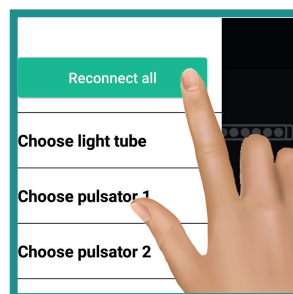 Reconnect all
Choose light tube
Choose pulsator 1
Choose pulsator 2